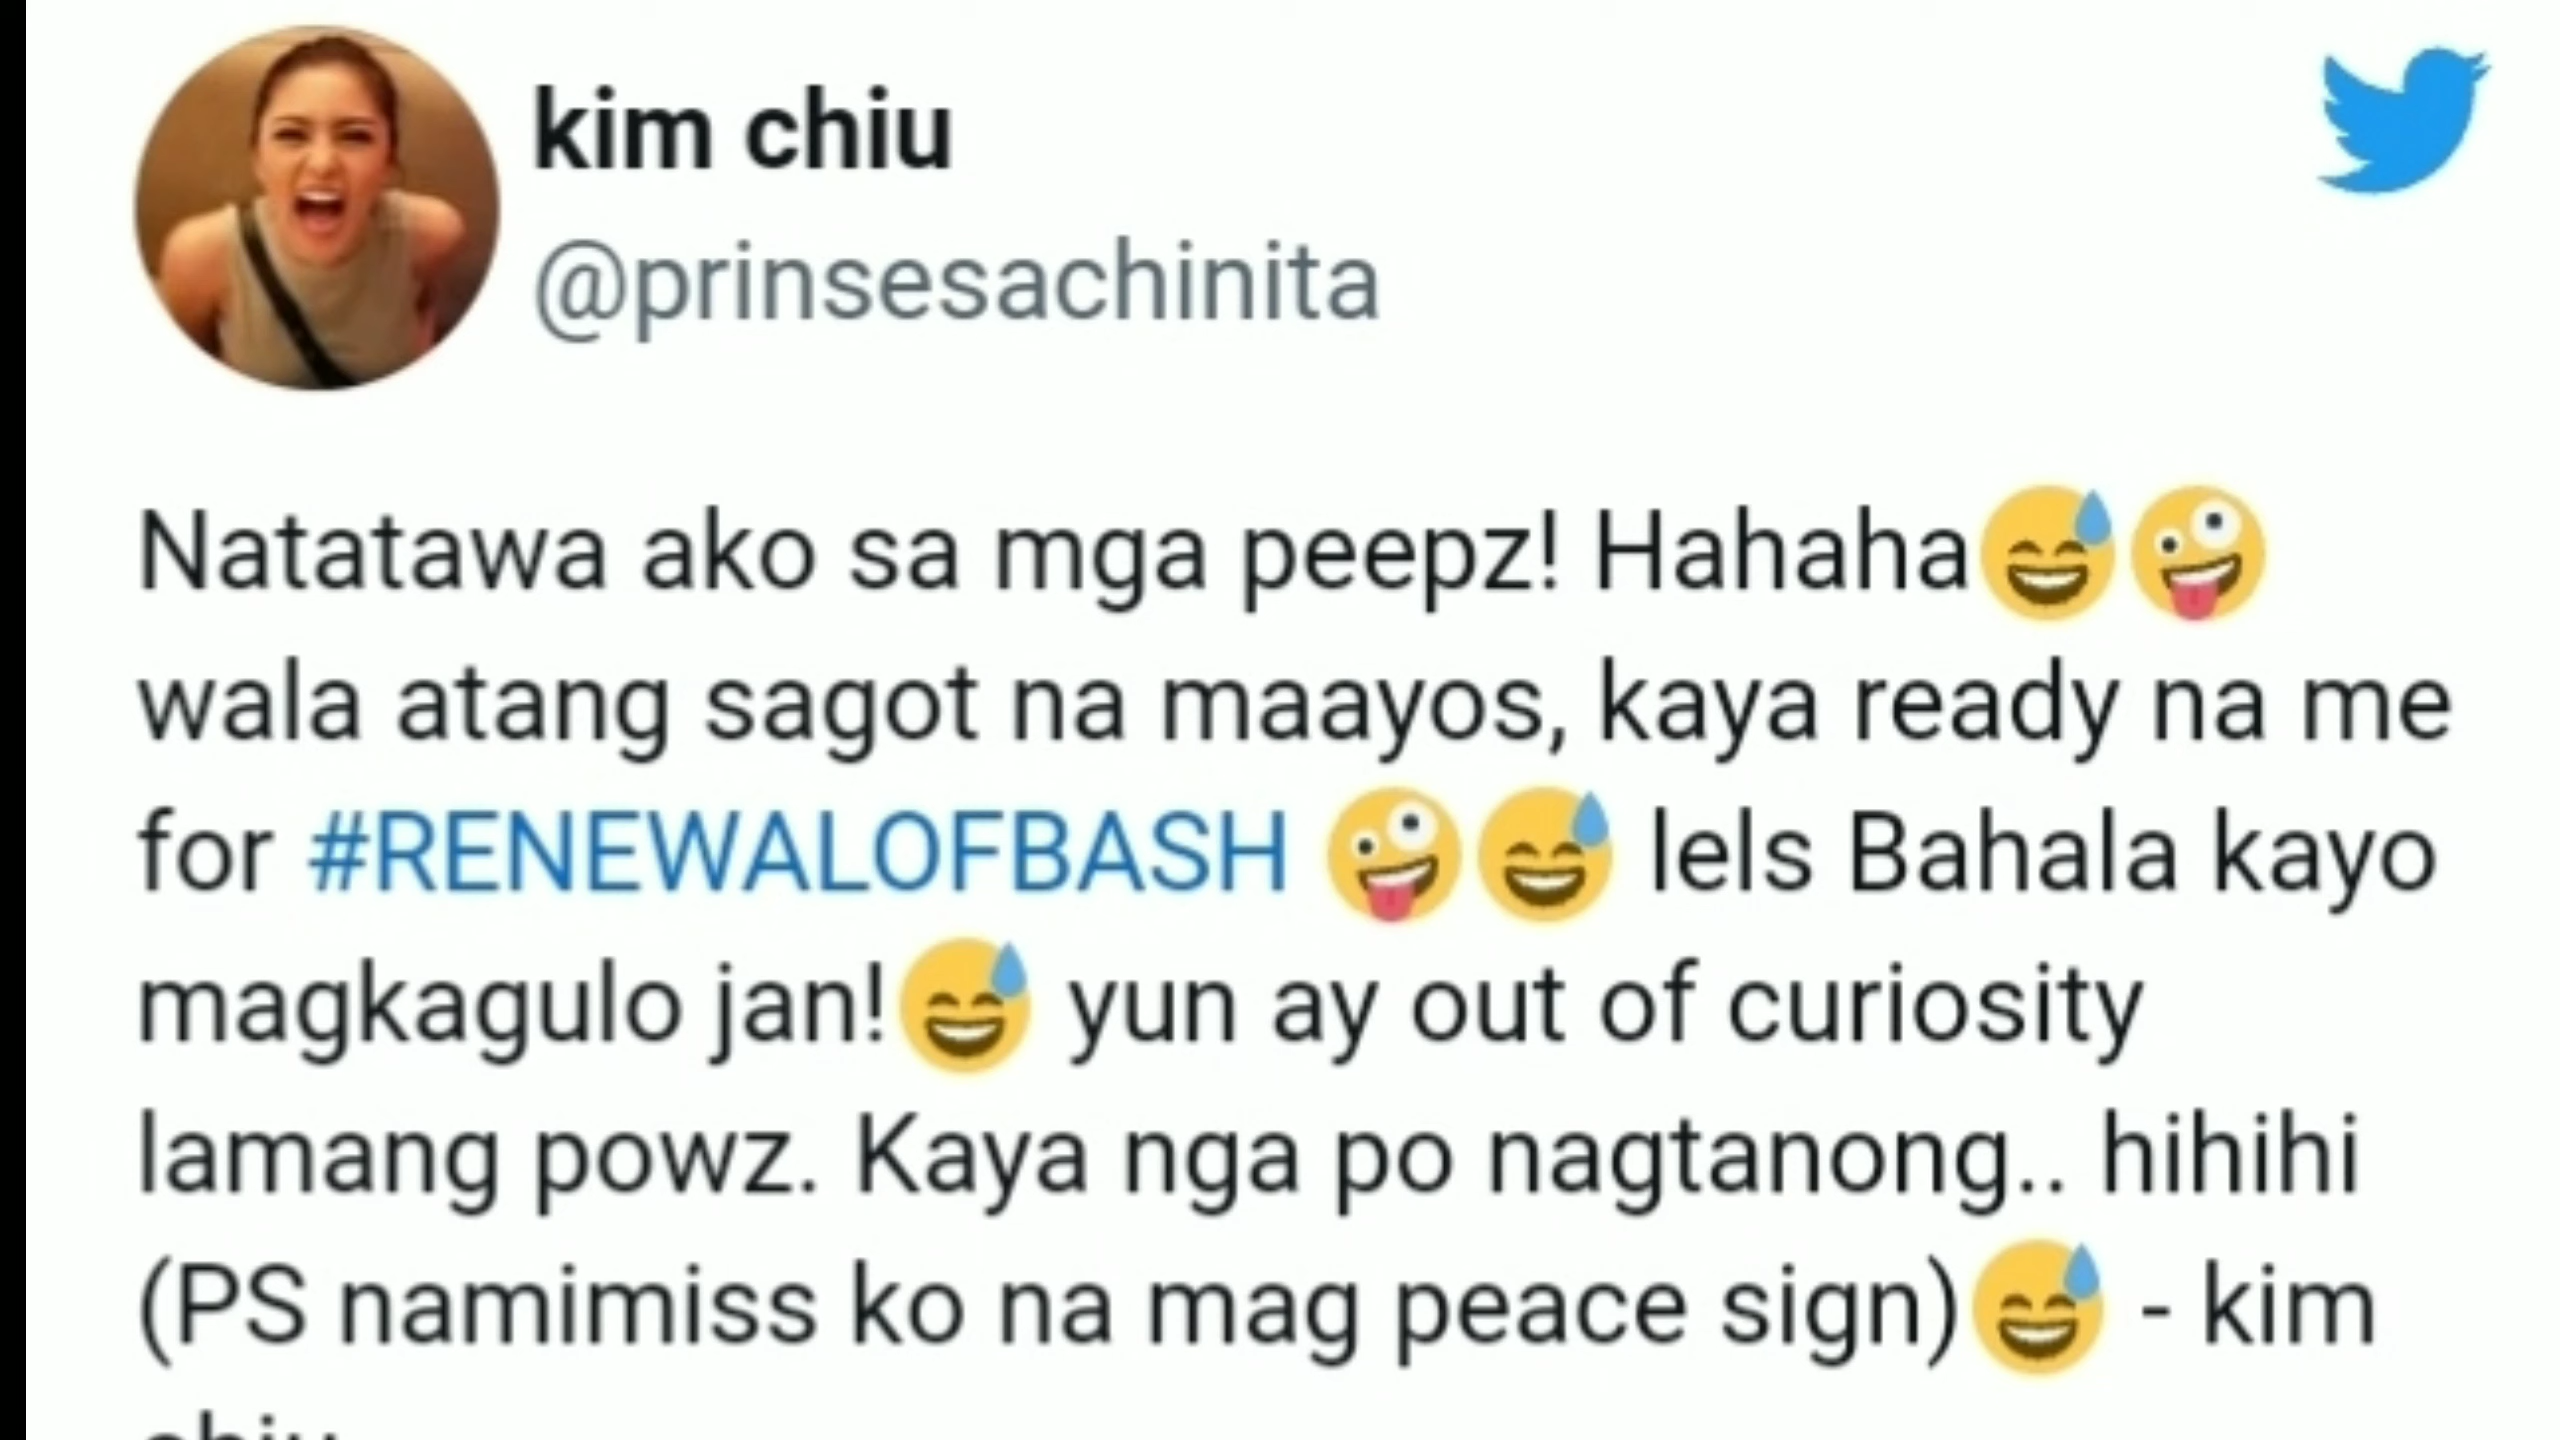 kim chiu
@prinsesachinita
Natatawa ako sa mga peepz! Hahaha😅🤪
wala atang sagot na maayos, kaya ready na me
for #RENEWALOFBASH 🤪😅 lels Bahala kayo
magkagulo jan!😅 yun ay out of curiosity
lamang powz. Kaya nga po nagtanong.. hihihi
(PS namimiss ko na mag peace sign)😅 - kim
chiu